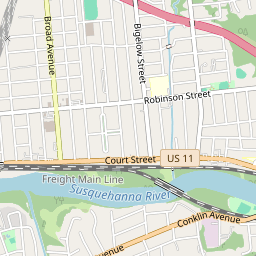 Broad Avenue
Bigelow Street
Robinson Street
Court Street
US 11
Freight Main Line
Susquehanna River
Conklin Avenue